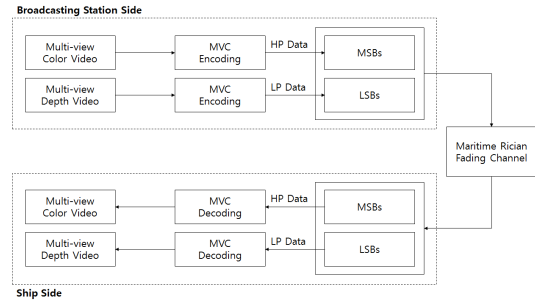 Broadcasting Station Side
Multi-view
Color Video
MVC
Encoding
HP Data
MSBs
Multi-view
Depth Video
MVC
Encoding
LP Data
LSBs
Maritime Rician
Fading Channel
Multi-view
Color Video
MVC
Decoding
HP Data
MSBs
Multi-view
Depth Video
MVC
Decoding
LP Data
LSBs
Ship Side